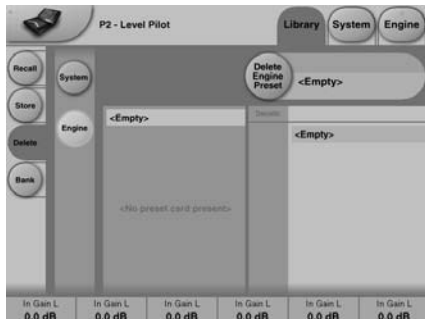 P2 - Level Pilot
Library
System
Engine
Recall
Store
Delete
Bank
System
Engine
Delete
Engine
Preset
<Empty>
<Empty>
<No preset card present>
Decade
<Empty>
In Gain L In Gain L In Gain L In Gain L In Gain L In Gain L
0.0 dB 0.0 dB 0.0 dB 0.0 dB 0.0 dB 0.0 dB